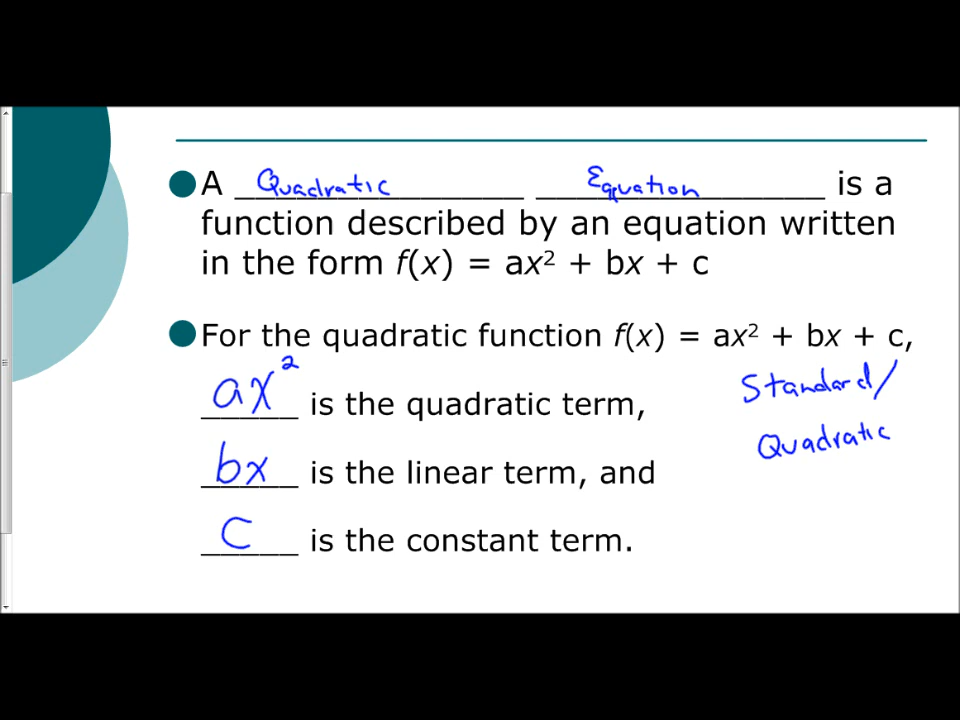 A Quadratic Equation is a
function described by an equation written
in the form f(x) = ax² + bx + c
For the quadratic function f(x) = ax² + bx + c,
ax² is the quadratic term,
Standard/
Quadratic
bx is the linear term, and
c is the constant term.